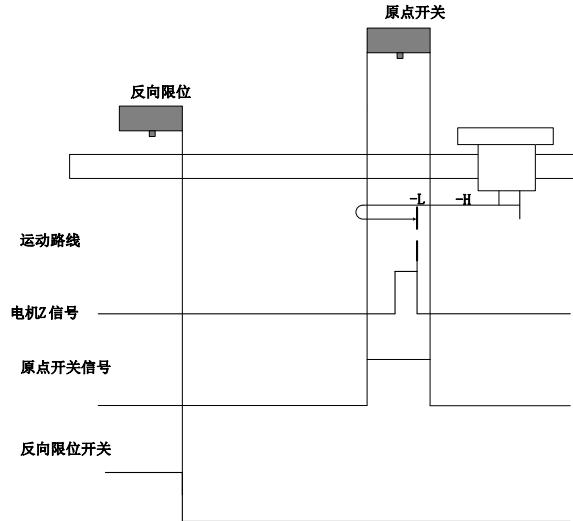 原点开关
反向限位
-L
-H
运动路线
电机Z信号
原点开关信号
反向限位开关